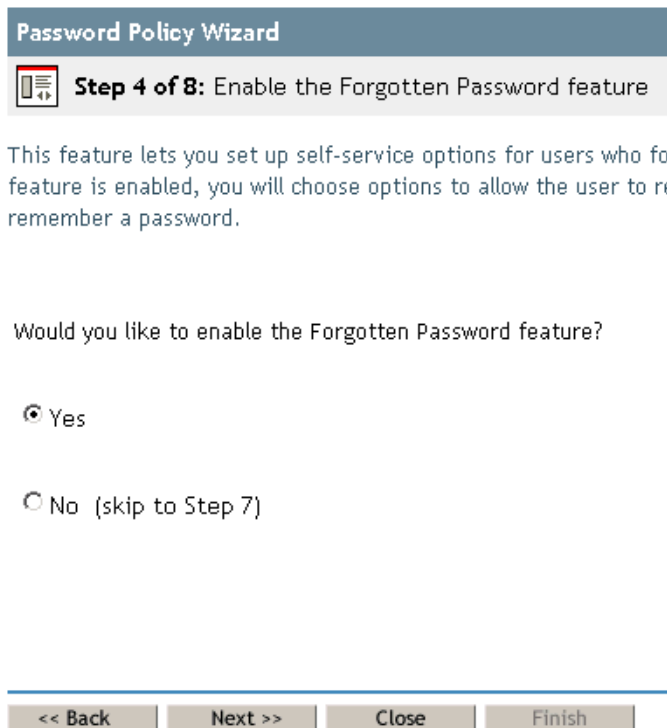 Password Policy Wizard
Step 4 of 8: Enable the Forgotten Password feature
This feature lets you set up self-service options for users who
feature is enabled, you will choose options to allow the user to
remember a password.
Would you like to enable the Forgotten Password feature?
Yes
No (skip to Step 7)
<< Back Next >> Close Finish